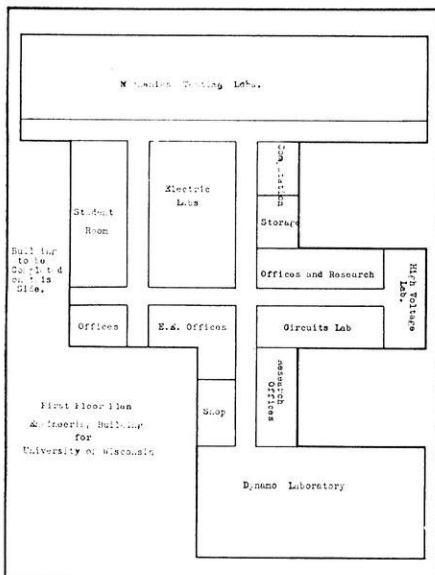 Mechanics Testing Labs.
Computation
Electric
Labs
Student
Room
Storage
Building
to be
Completed
on this
Side.
Offices and Research
High Voltage
Lab.
Offices
E.E. Offices
Circuits Lab
Research
Offices
First Floor Plan
Engineering Building
for
University of Wisconsin
Shop
Dynamo Laboratory